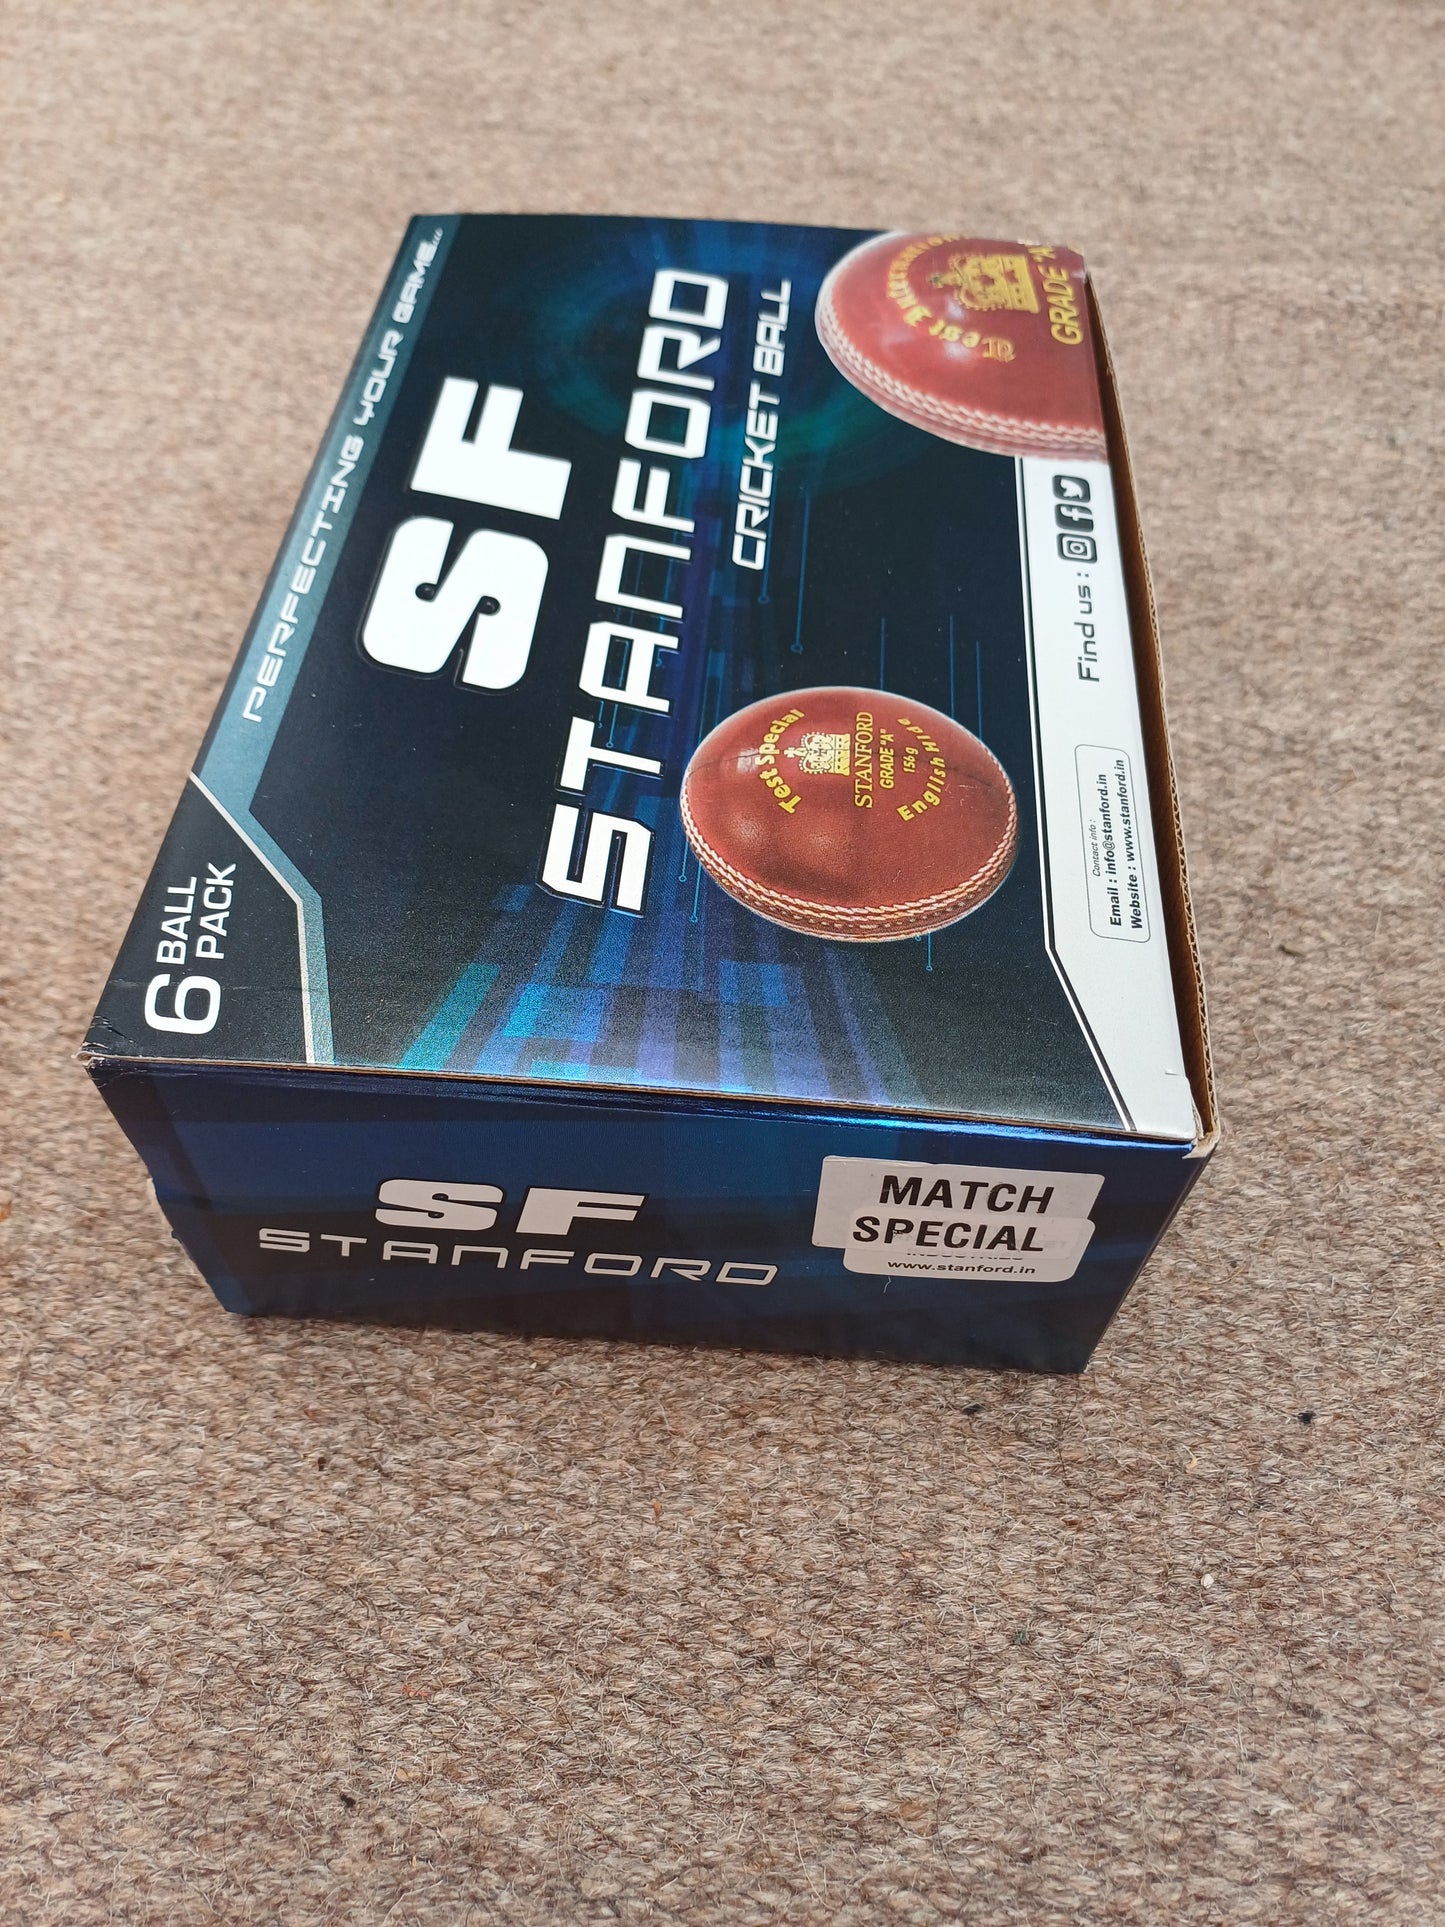 PERFECTING YOUR GAME...
SF
STANFORD
CRICKET BALL
6 BALL
PACK
Test Special
STANFORD
GRADE "A"
156 g
English Hide
GRADE "A
Find us :
Contact info :
Email : info@stanford.in
Website : www.stanford.in
SF
STANFORD
MATCH
SPECIAL
www.stanford.in